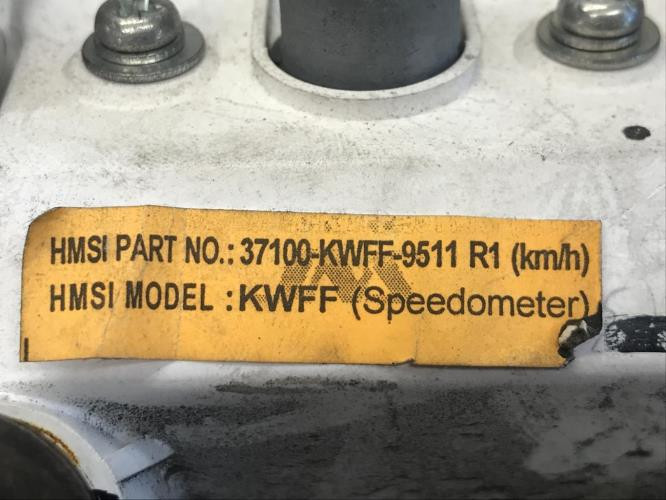 HMSI PART NO.: 37100-KWFF-9511 R1 (km/h)
HMSI MODEL : KWFF (Speedometer)